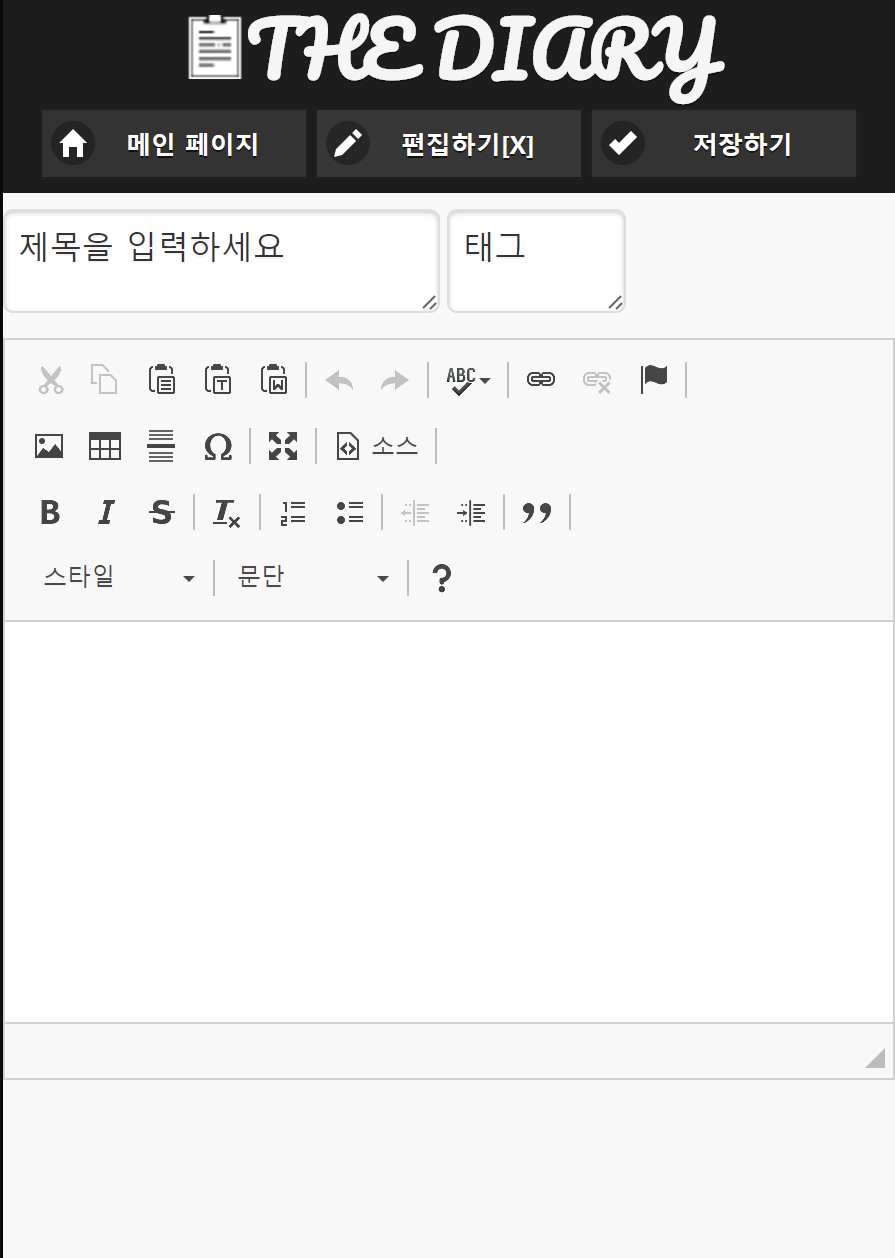 THE DIARY
메인 페이지 편집하기[X] 저장하기
제목을 입력하세요 태그
ABC
Ω 소스
B I S Tx
스타일 문단 ?